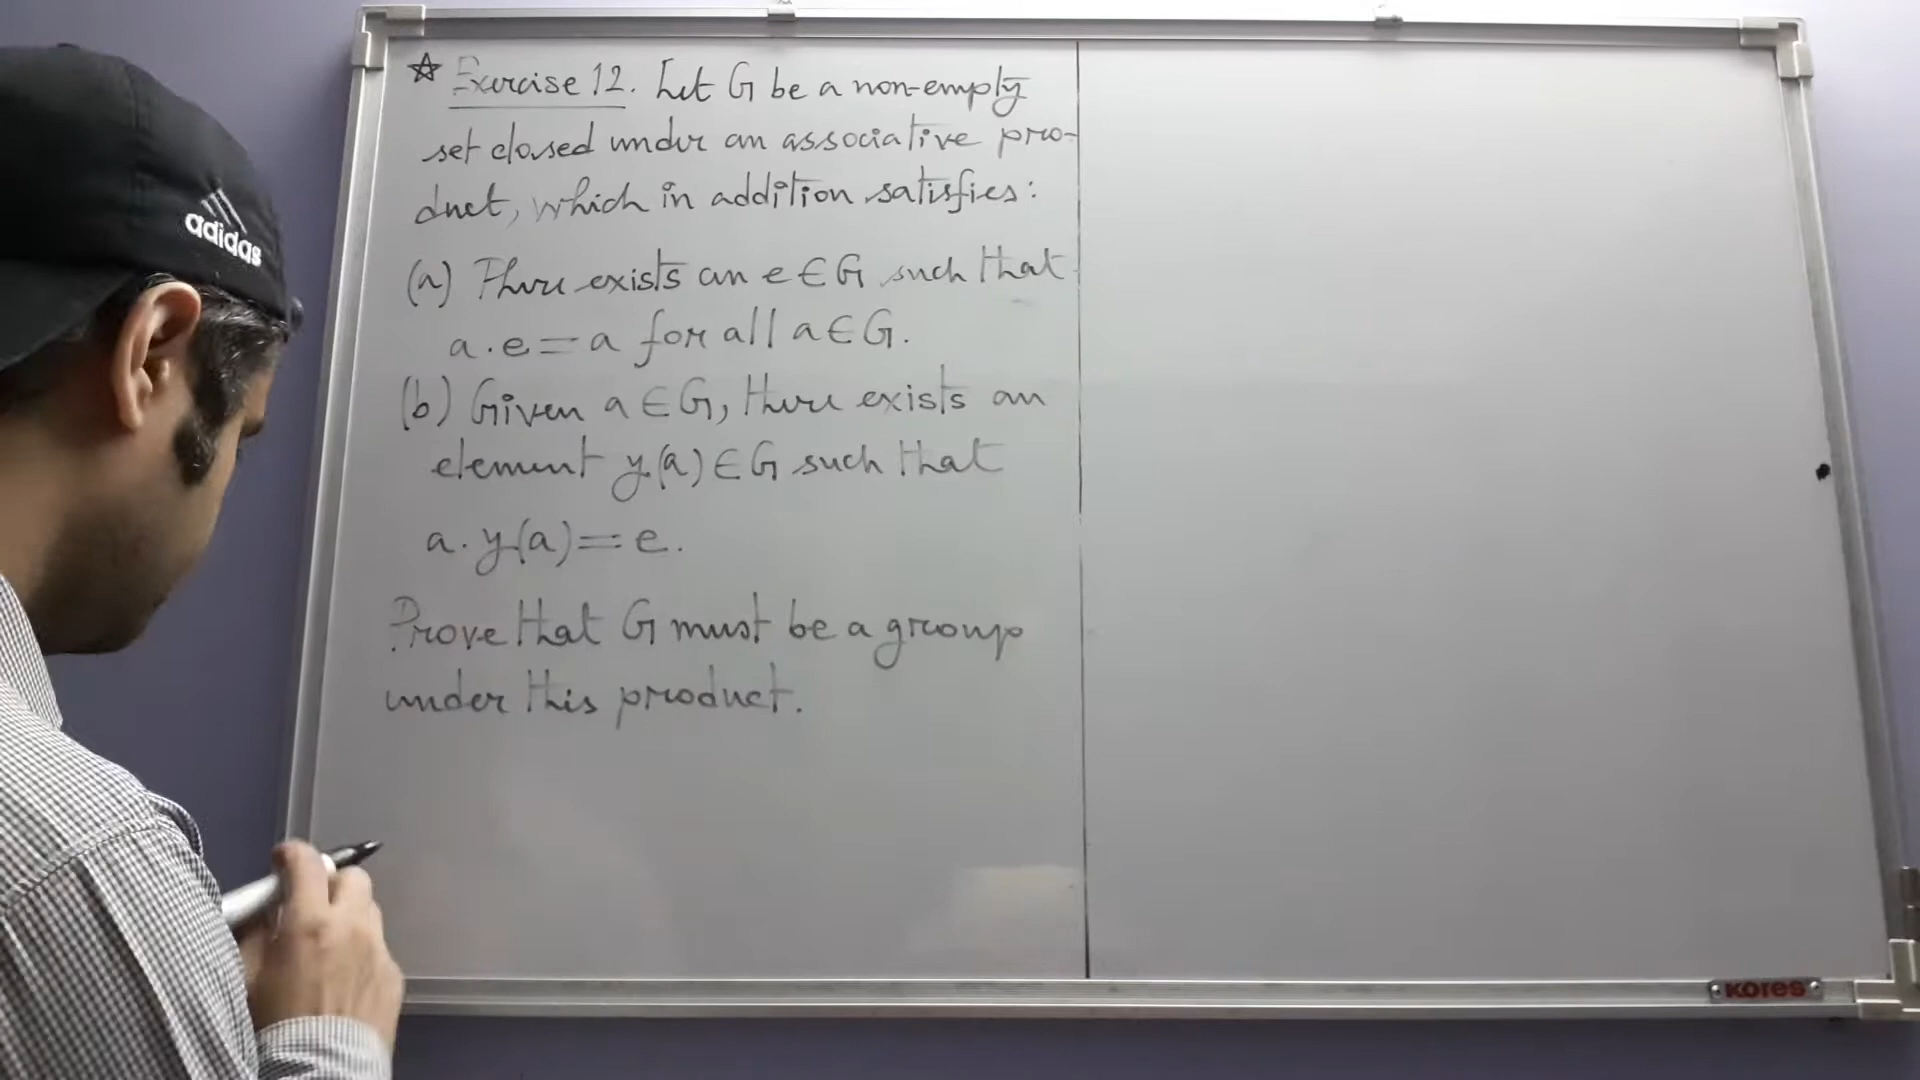 ☆ Exercise 12. Let G be a non-empty
set closed under an associative pro-
duct, which in addition satisfies:
(a) There exists an e ∈ G such that
a . e = a for all a ∈ G.
(b) Given a ∈ G, there exists an
element y(a) ∈ G such that
a . y(a) = e.
Prove that G must be a group
under this product.
adidas
KORES